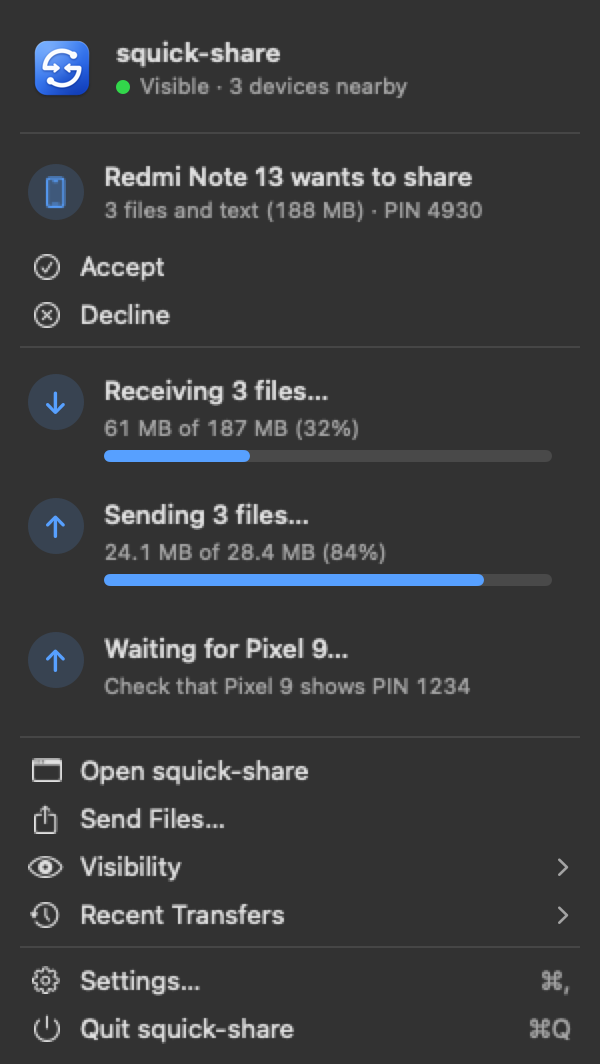 squick-share
Visible · 3 devices nearby
Redmi Note 13 wants to share
3 files and text (188 MB) · PIN 4930
Accept
Decline
Receiving 3 files...
61 MB of 187 MB (32%)
Sending 3 files...
24.1 MB of 28.4 MB (84%)
Waiting for Pixel 9...
Check that Pixel 9 shows PIN 1234
Open squick-share
Send Files...
Visibility
Recent Transfers
Settings... ⌘,
Quit squick-share ⌘Q